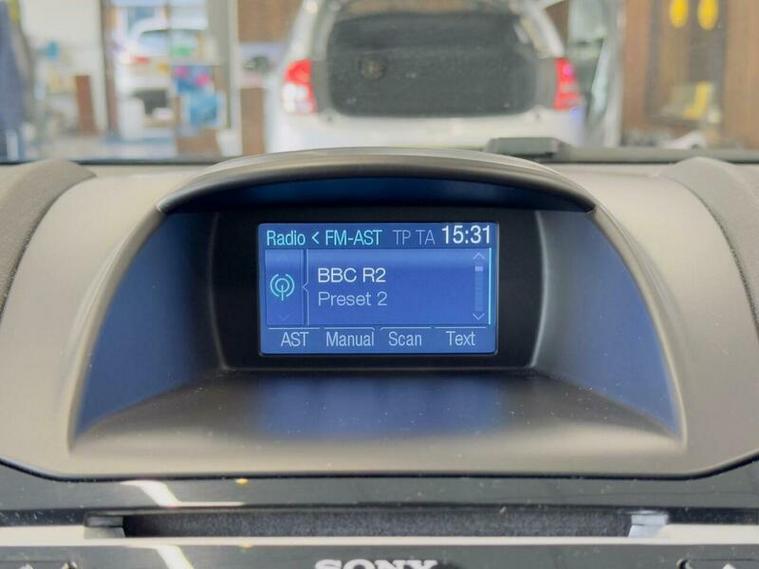 Radio < FM-AST TP TA 15:31
BBC R2
Preset 2
AST Manual Scan Text
SONY